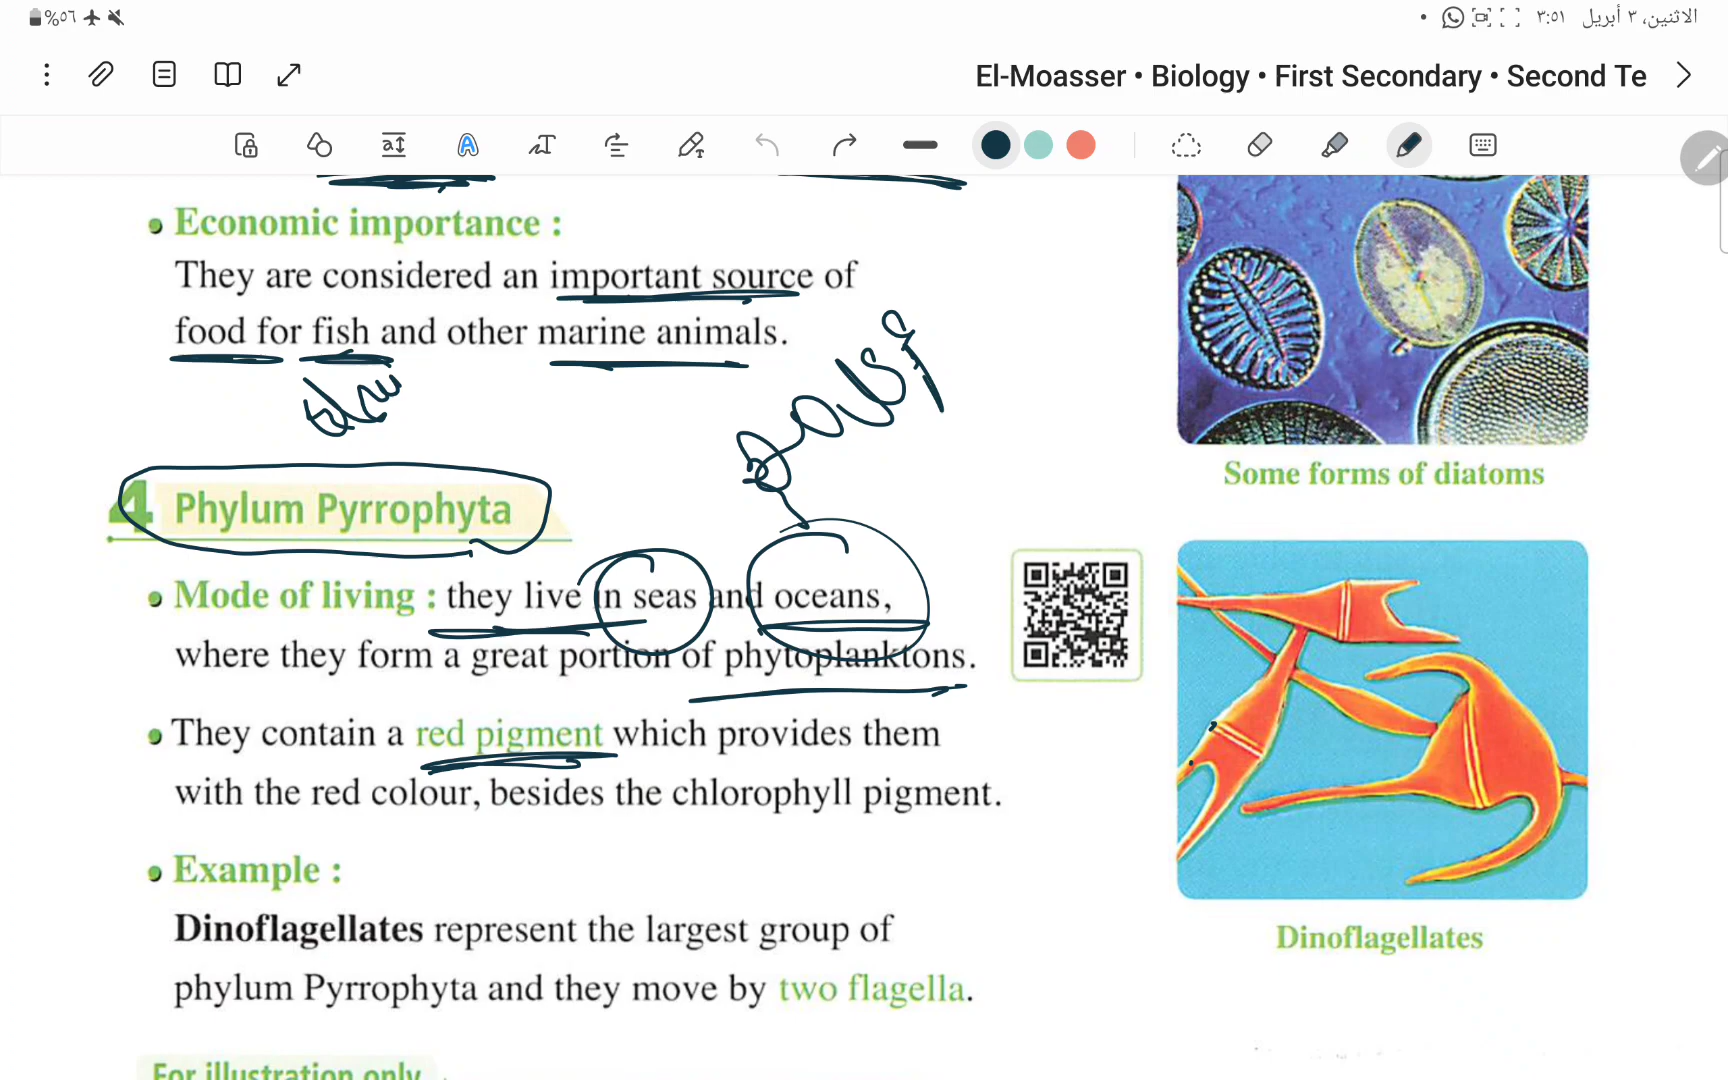 %٥٦
الاثنين، ٣ أبريل ٣:٥١
El-Moasser • Biology • First Secondary • Second Te
Economic importance :
They are considered an important source of
food for fish and other marine animals.
Some forms of diatoms
4 Phylum Pyrrophyta
Mode of living : they live in seas and oceans,
where they form a great portion of phytoplanktons.
They contain a red pigment which provides them
with the red colour, besides the chlorophyll pigment.
Example :
Dinoflagellates represent the largest group of
phylum Pyrrophyta and they move by two flagella.
Dinoflagellates
For illustration only